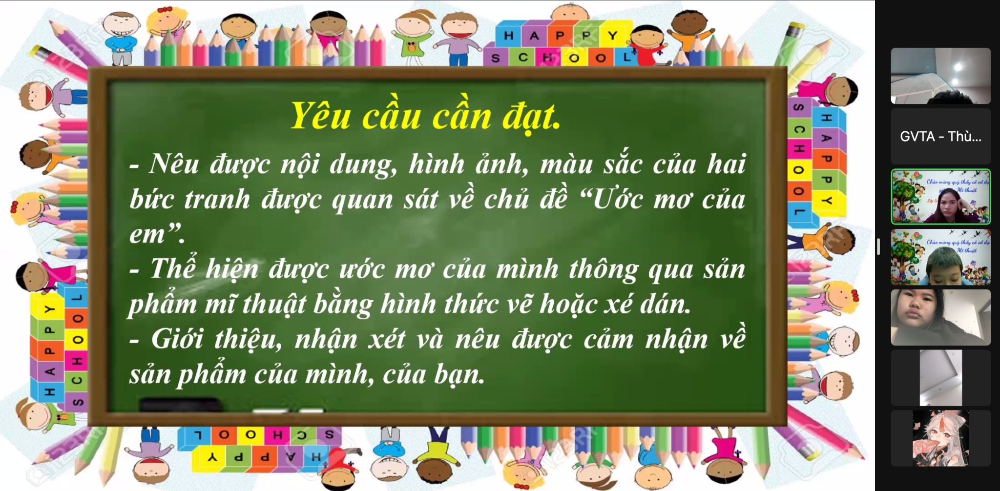 HAPPY
SCHOOL
Yêu cầu cần đạt.
- Nêu được nội dung, hình ảnh, màu sắc của hai
bức tranh được quan sát về chủ đề “Ước mơ của
em”.
- Thể hiện được ước mơ của mình thông qua sản
phẩm mĩ thuật bằng hình thức vẽ hoặc xé dán.
- Giới thiệu, nhận xét và nêu được cảm nhận về
sản phẩm của mình, của bạn.
HAPPY
SCHOOL
HAPPY
SCHOOL
SCHOOL
HAPPY
GVTA - Thù...
Chào mừng quý thầy cô về dự
Mĩ thuật
Chào mừng quý thầy cô về dự
Mĩ thuật